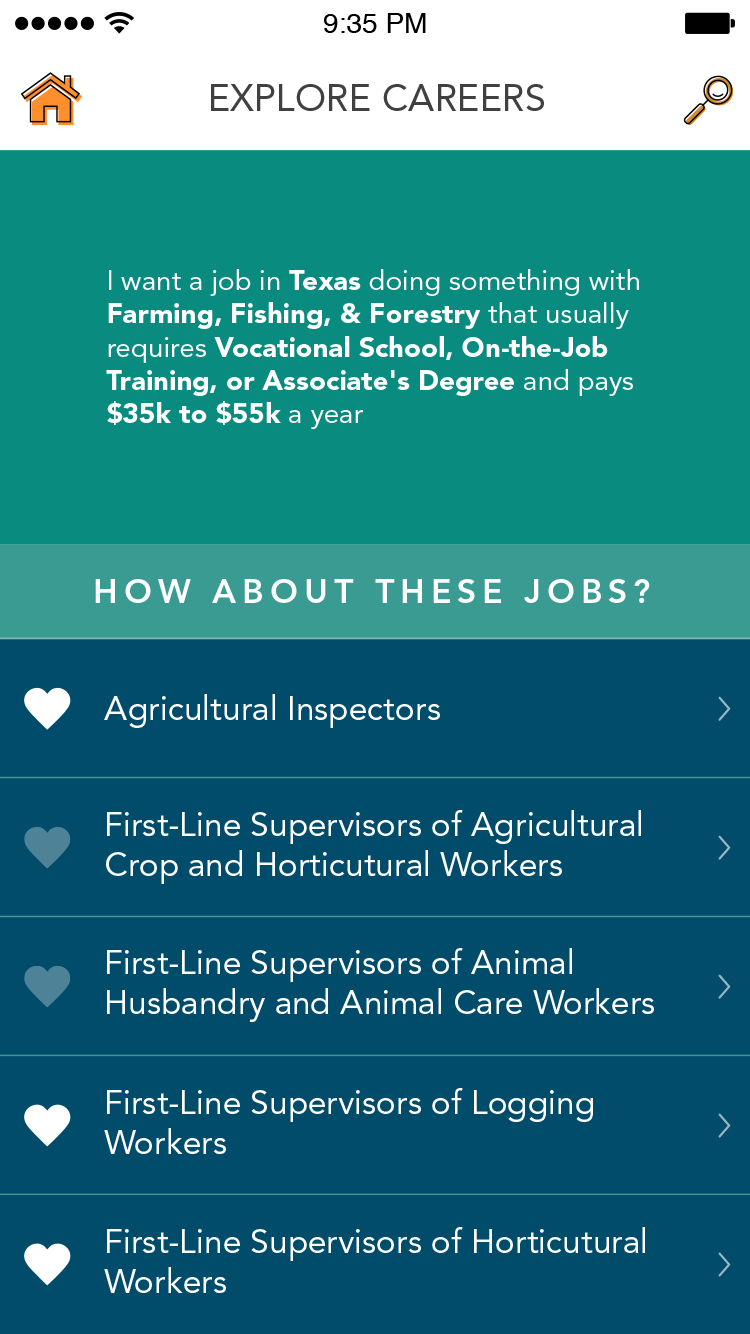 9:35 PM
EXPLORE CAREERS
I want a job in Texas doing something with
Farming, Fishing, & Forestry that usually
requires Vocational School, On-the-Job
Training, or Associate's Degree and pays
$35k to $55k a year
HOW ABOUT THESE JOBS?
Agricultural Inspectors
First-Line Supervisors of Agricultural
Crop and Horticutural Workers
First-Line Supervisors of Animal
Husbandry and Animal Care Workers
First-Line Supervisors of Logging
Workers
First-Line Supervisors of Horticutural
Workers